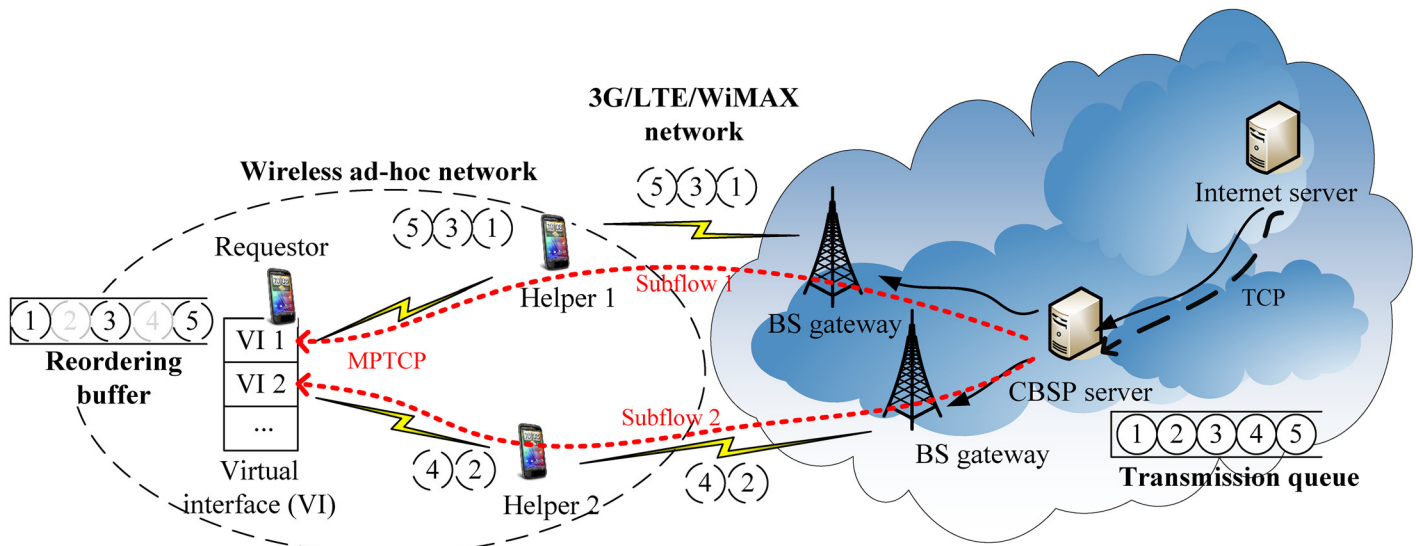 3G/LTE/WiMAX
network
Wireless ad-hoc network
5 3 1
5 3 1
Internet server
Requestor
Helper 1
Subflow 1
TCP
1 2 3 4 5
Reordering
buffer
VI 1
VI 2
...
MPTCP
BS gateway
CBSP server
Subflow 2
1 2 3 4 5
Transmission queue
BS gateway
4 2
4 2
Virtual
interface (VI)
Helper 2